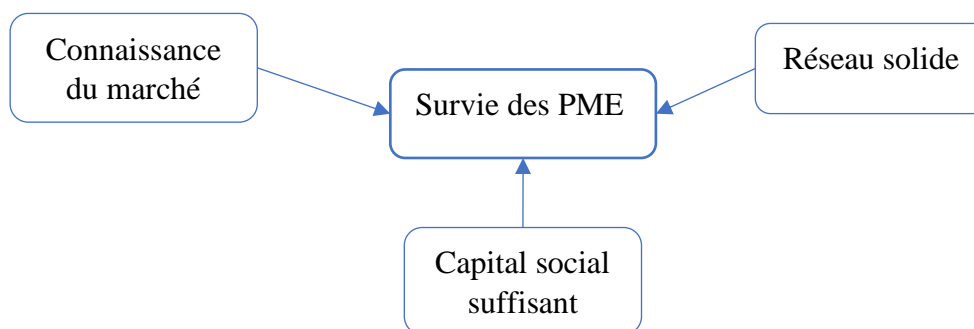 Connaissance
du marché
Survie des PME
Réseau solide
Capital social
suffisant